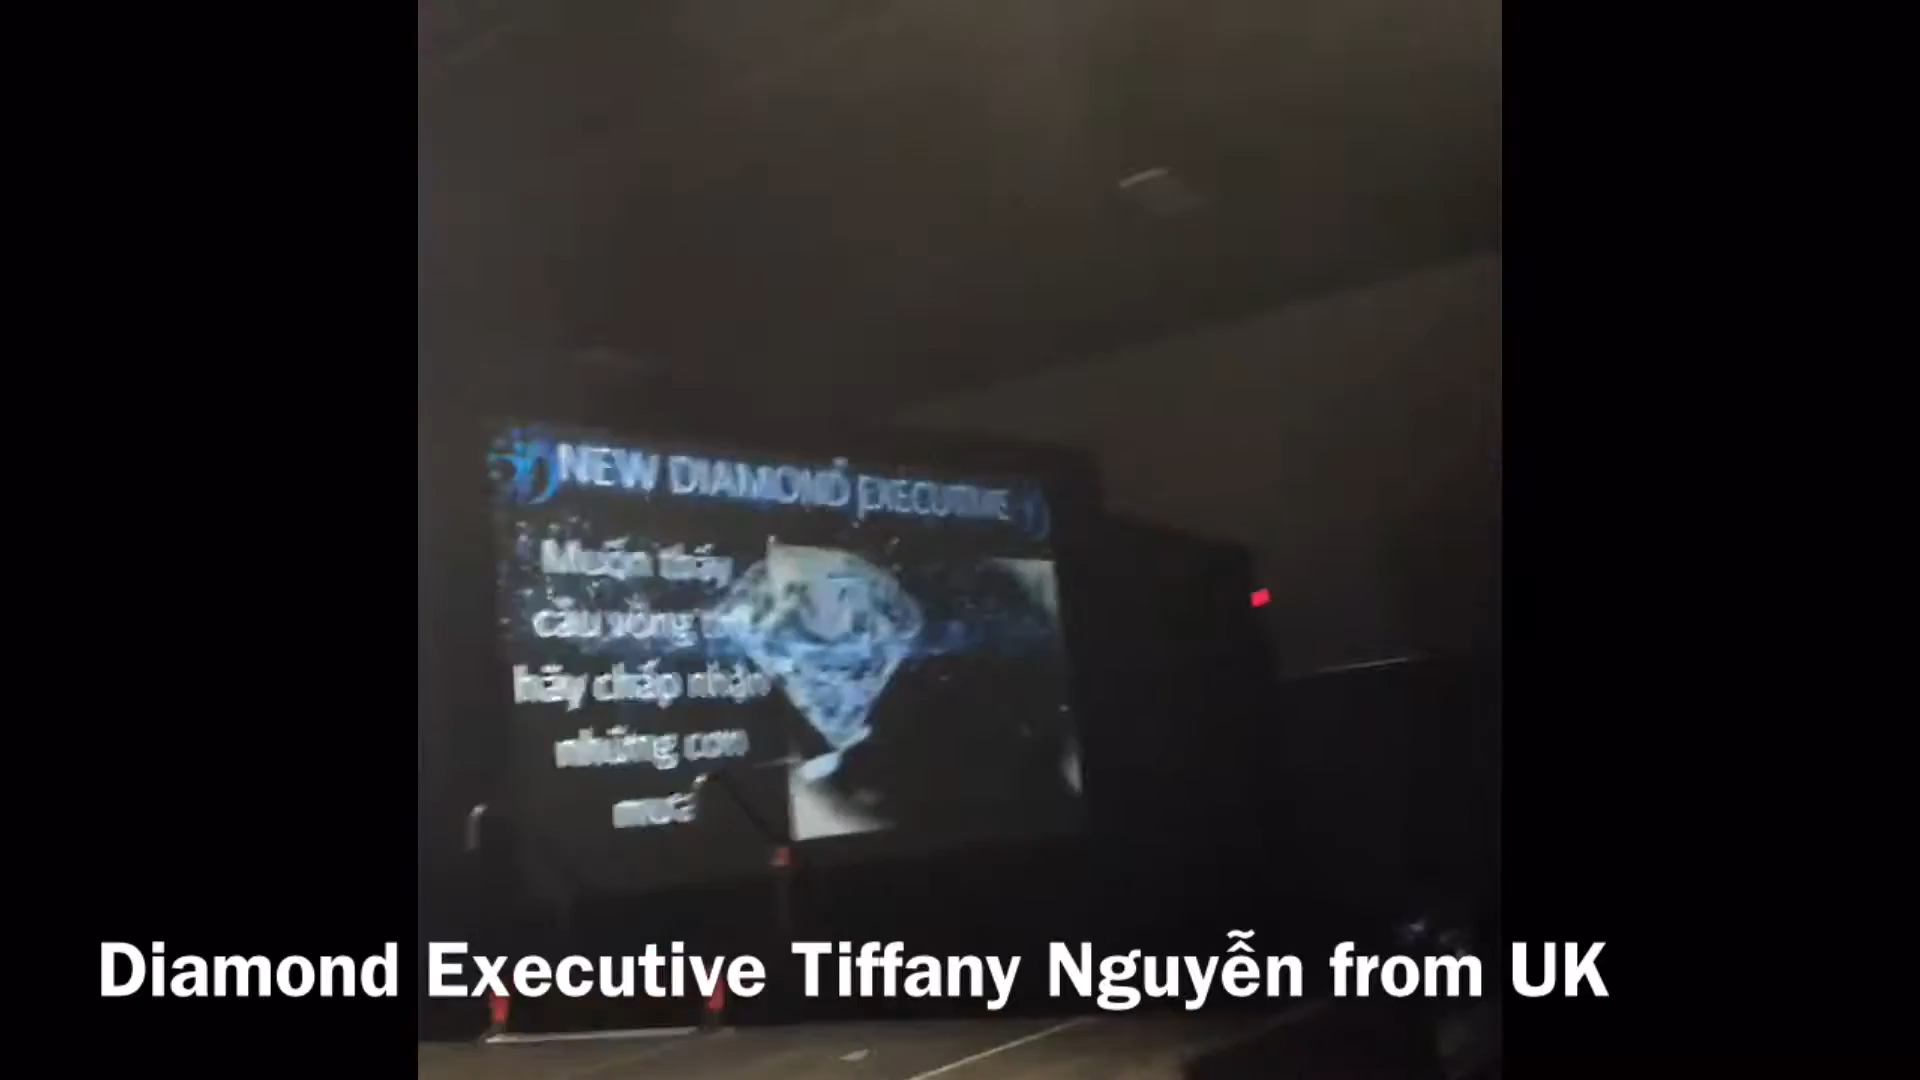 NEW DIAMOND EXECUTIVE
Muốn thấy
cầu vồng
hãy chấp nhận
những cơn
mưa
Diamond Executive Tiffany Nguyễn from UK